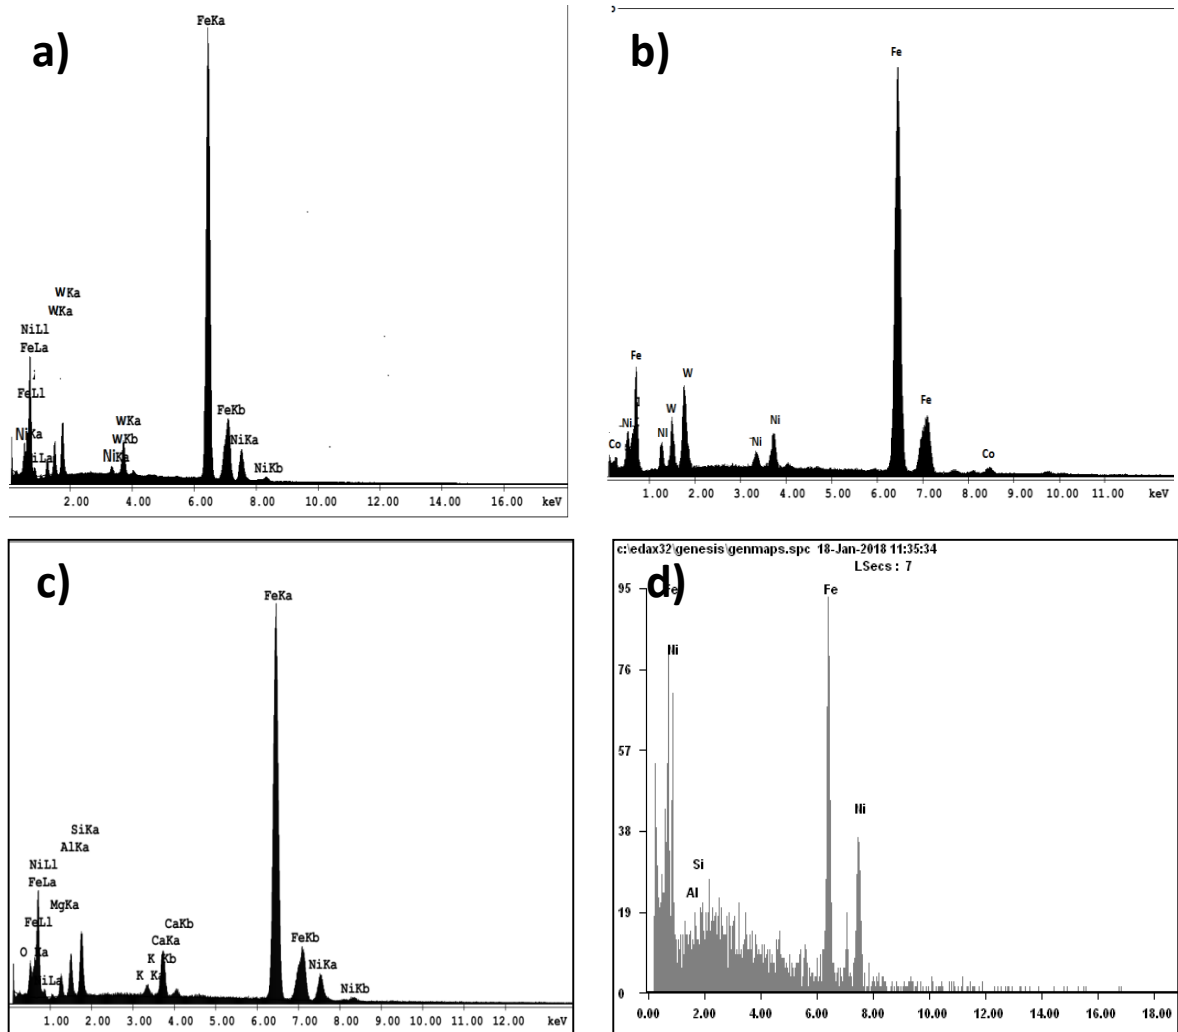 a)
FeKa
WKa
WKa
NiLl
FeLa
FeLl
NiKa
iLa
WKa
WKb
NiKa
FeKb
NiKa
NiKb
2.00 4.00 6.00 8.00 10.00 12.00 14.00 16.00 keV
b)
Fe
Fe
W
W
Ni
Ni
Ni
Ni
Co
Fe
Co
1.00 2.00 3.00 4.00 5.00 6.00 7.00 8.00 9.00 10.00 11.00 keV
c)
FeKa
SiKa
AlKa
NiLl
FeLa
MgKa
FeLl
O Ka
iLa
CaKb
CaKa
K Kb
K Ka
FeKb
NiKa
NiKb
1.00 2.00 3.00 4.00 5.00 6.00 7.00 8.00 9.00 10.00 11.00 12.00 keV
c:\edax32\genesis\genmaps.spc 18-Jan-2018 11:35:34
LSecs : 7
d)
95
76
57
38
19
0
Fe
Fe
Ni
Ni
Si
Al
0.00 2.00 4.00 6.00 8.00 10.00 12.00 14.00 16.00 18.00